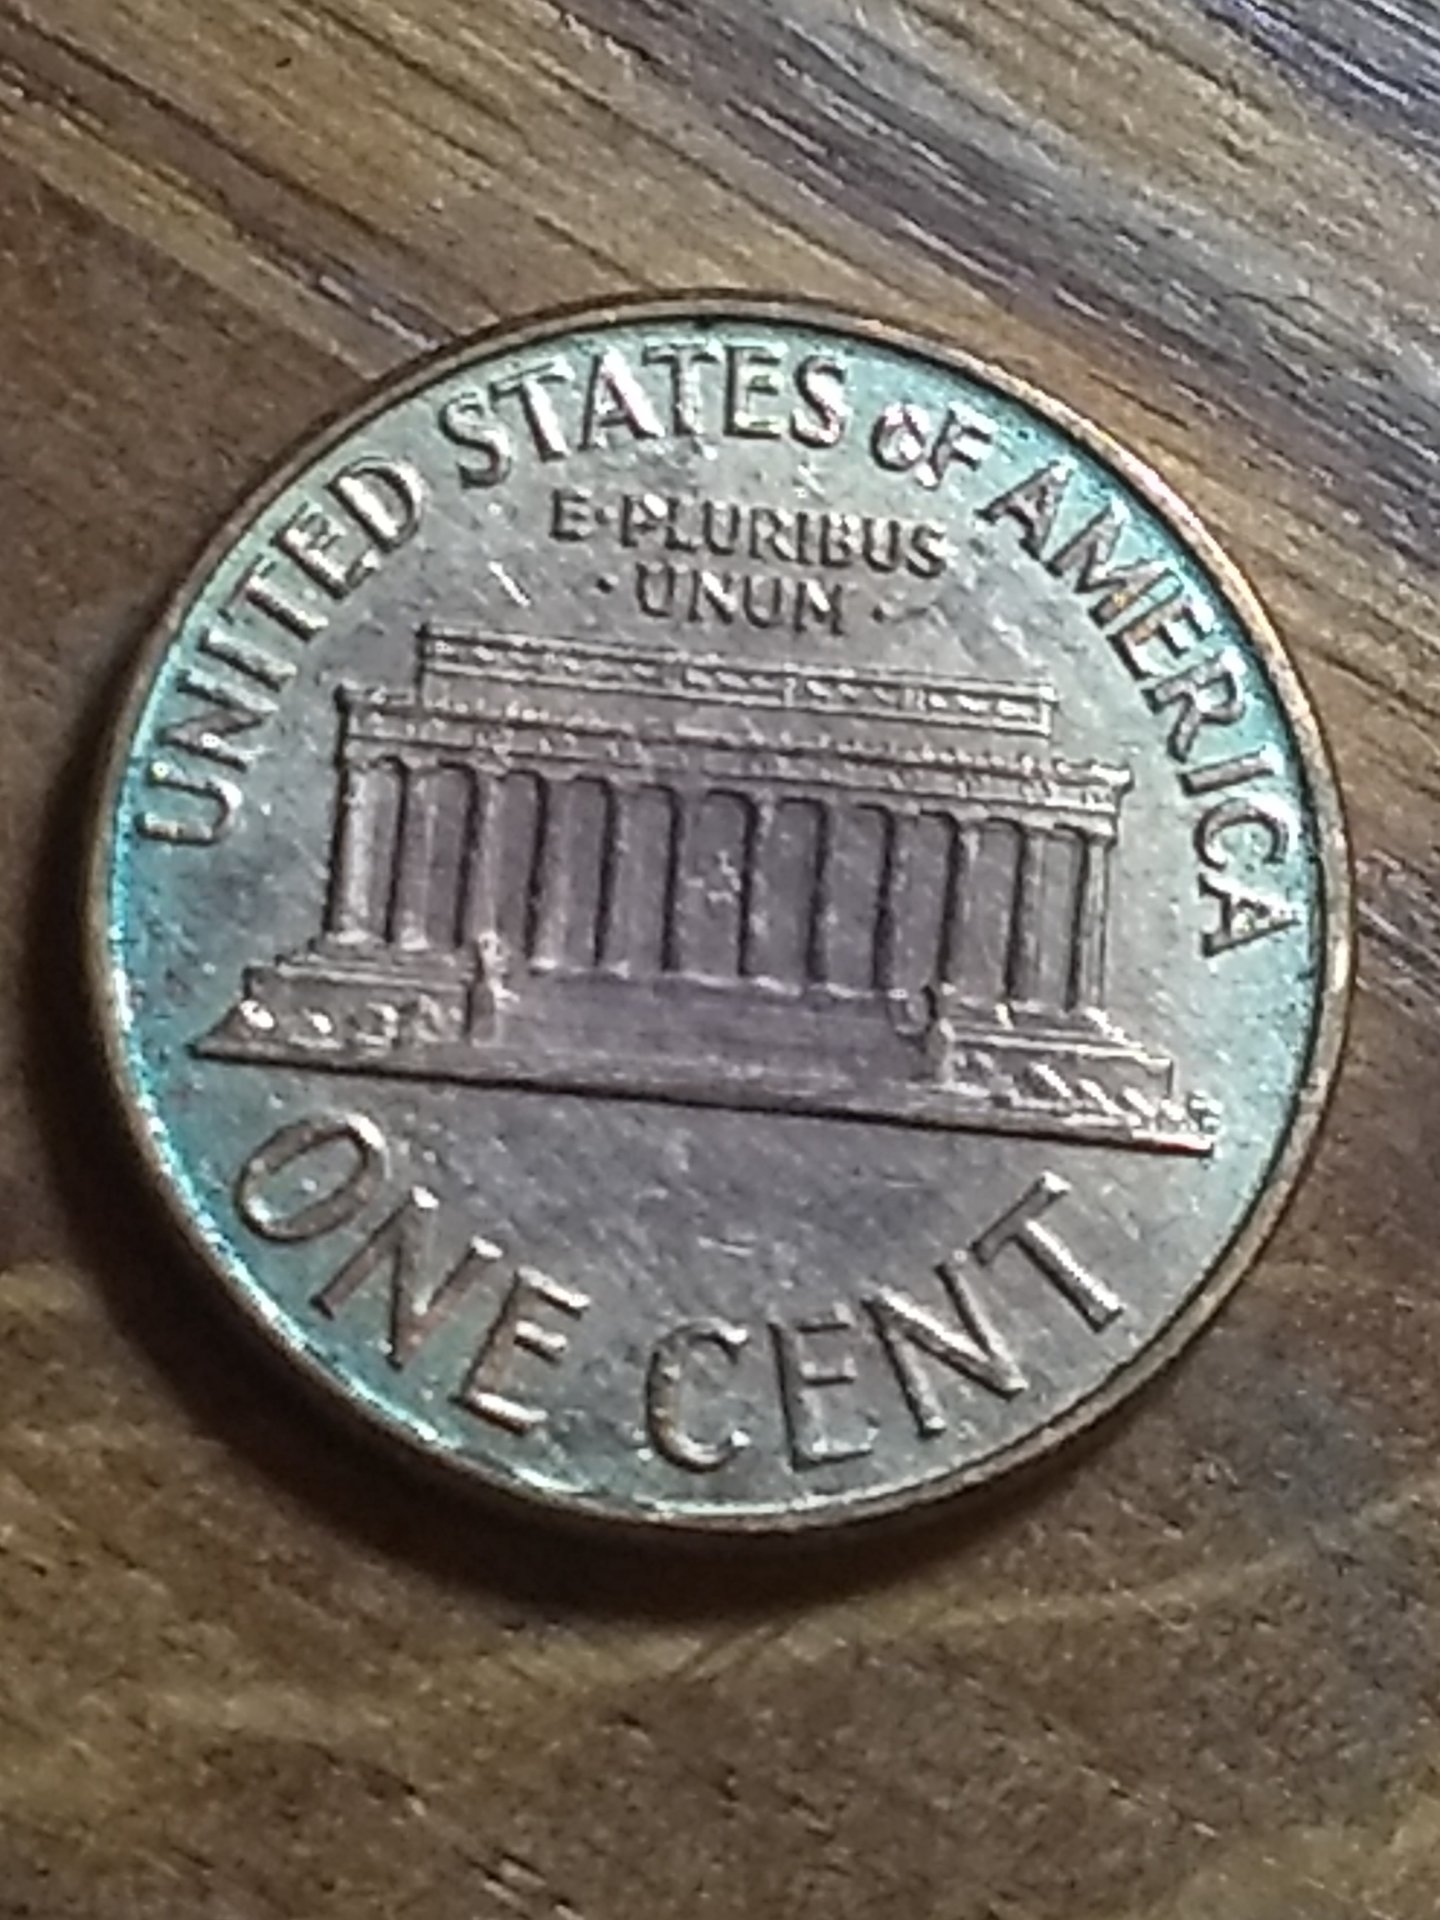 UNITED STATES OF AMERICA
E·PLURIBUS
·UNUM·
ONE CENT